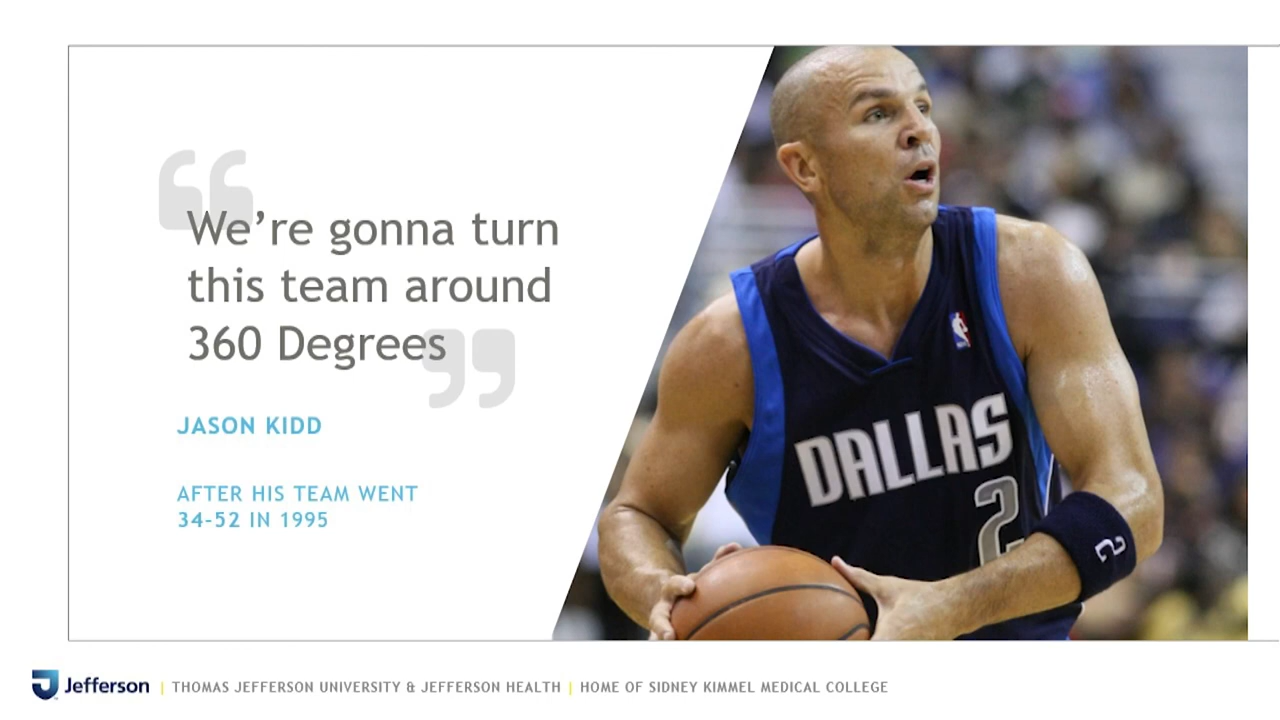 We’re gonna turn
this team around
360 Degrees
JASON KIDD
AFTER HIS TEAM WENT
34-52 IN 1995
DALLAS
2
2
Jefferson | THOMAS JEFFERSON UNIVERSITY & JEFFERSON HEALTH | HOME OF SIDNEY KIMMEL MEDICAL COLLEGE